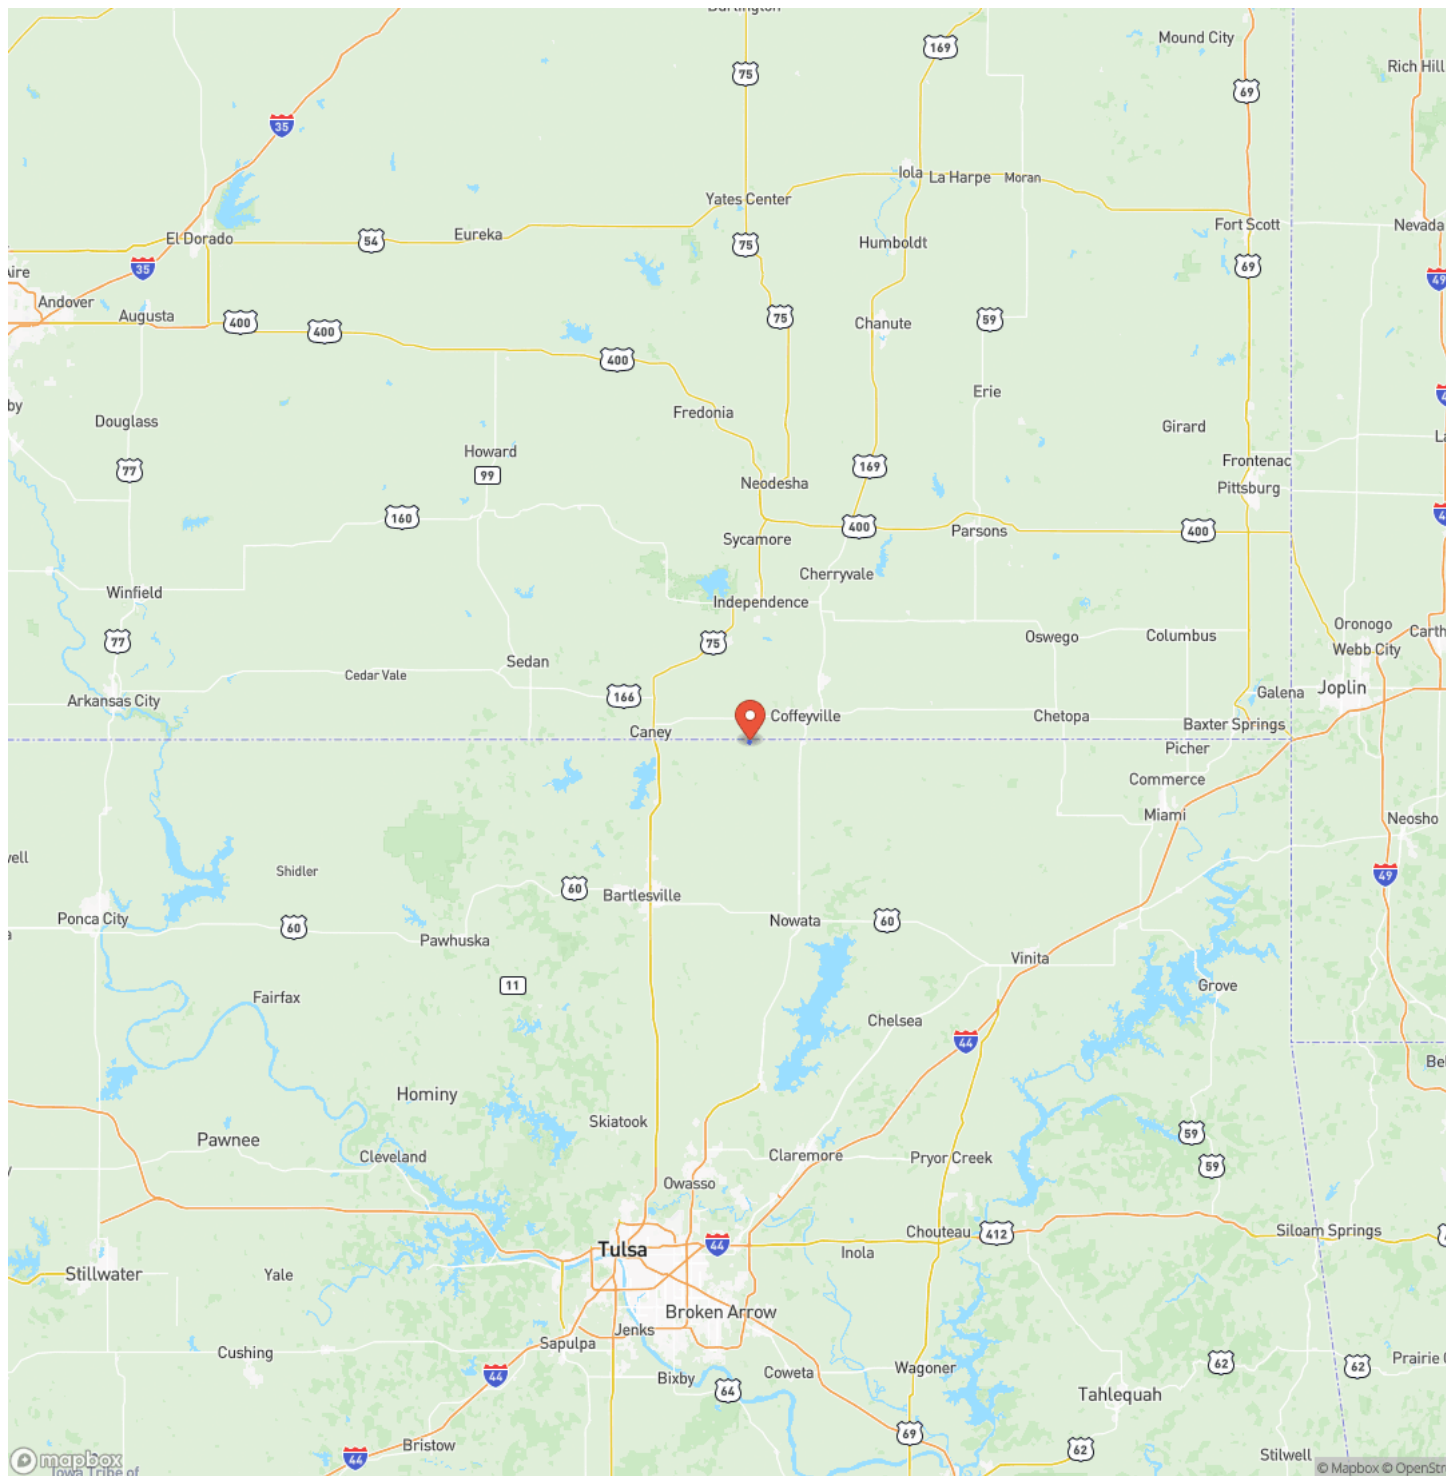 Burlington
169
Mound City
75
Rich Hill
69
35
Iola
La Harpe
Moran
Yates Center
Fort Scott
Nevada
El Dorado
54
Eureka
75
Humboldt
69
35
49
Andover
Augusta
400
400
75
Chanute
59
400
Erie
Douglass
Fredonia
Girard
Howard
77
99
169
Frontenac
Neodesha
Pittsburg
160
400
Parsons
400
Sycamore
Cherryvale
Winfield
Independence
77
75
Oswego
Columbus
Oronogo
Webb City
Carth
Sedan
Cedar Vale
166
Arkansas City
Galena
Joplin
Coffeyville
Chetopa
Baxter Springs
Caney
Picher
Commerce
Miami
Neosho
Shidler
60
Bartlesville
49
Ponca City
60
Nowata
60
Pawhuska
Vinita
11
Grove
Fairfax
Chelsea
44
Bel
Hominy
Skiatook
59
Pawnee
Cleveland
Claremore
Pryor Creek
59
Owasso
Chouteau
412
Siloam Springs
Tulsa
44
Inola
Stillwater
Yale
Broken Arrow
Jenks
Sapulpa
Cushing
44
Bixby
Coweta
Wagoner
62
62
Prairie G
64
Tahlequah
69
Bristow
62
44
Stilwell
mapbox
Iowa Tribe of
© Mapbox © OpenStr